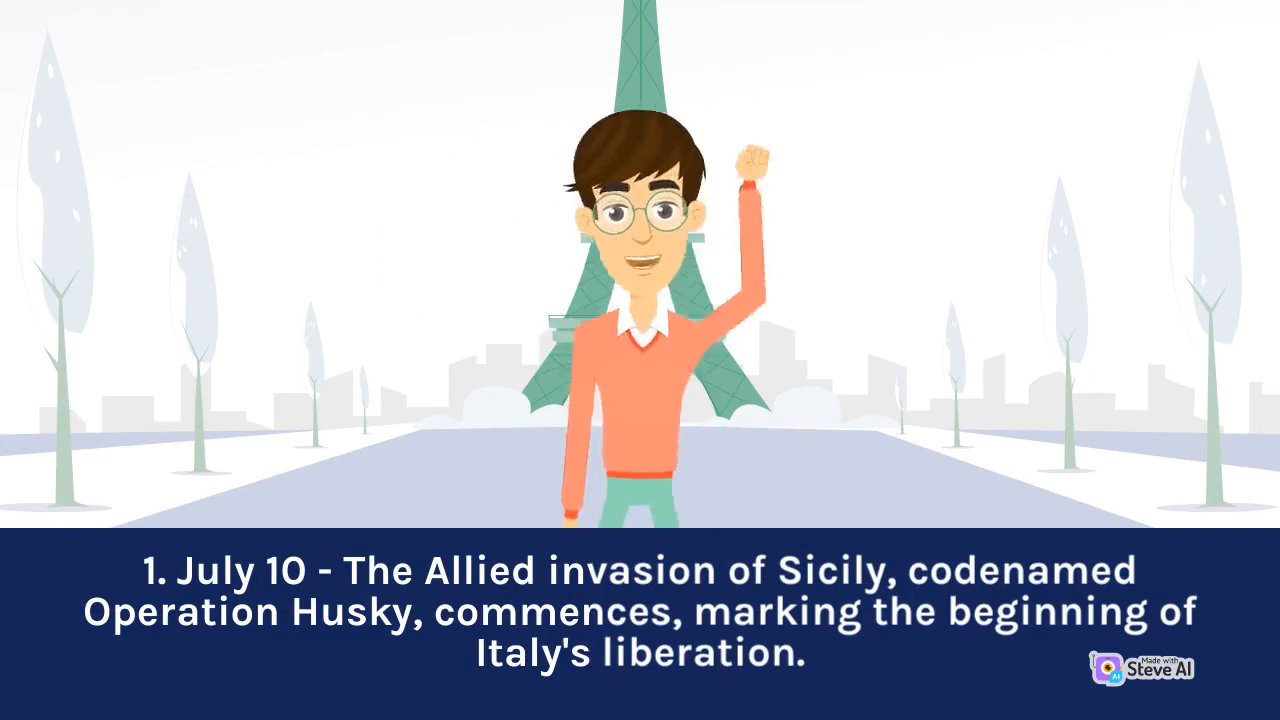 1. July 10 - The Allied invasion of Sicily, codenamed
Operation Husky, commences, marking the beginning of
Italy's liberation.
Made with
Steve AI
AI